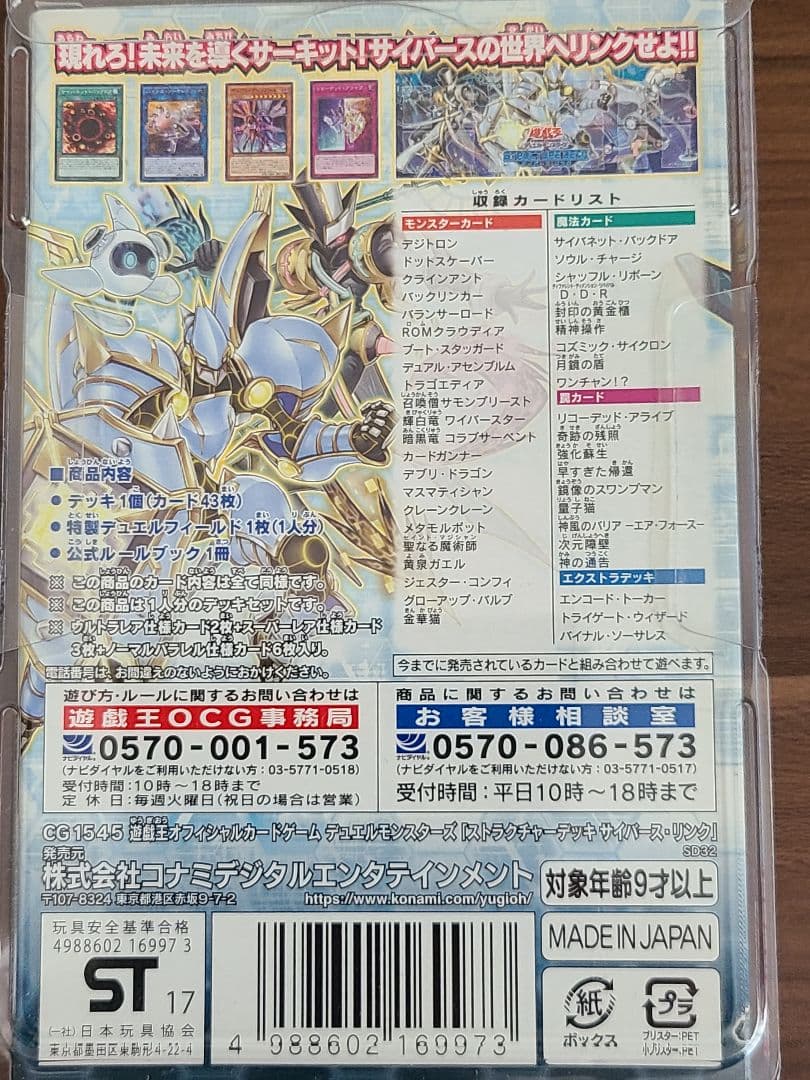 現れろ!未来を導くサーキット!サイバースの世界へリンクせよ!!
収録カードリスト
モンスターカード
デジトロン
ドットスケーパー
クラインアント
バックリンカー
バランサーロード
ROMクラウディア
ブート・スタッガード
デュアル・アセンブルム
トラゴエディア
召喚僧サモンプリースト
輝白竜 ワイバースター
暗黒竜 コラプサーペント
カードガンナー
デブリ・ドラゴン
マスマティシャン
クレーンクレーン
メタモルポット
聖なる魔術師
黄泉ガエル
ジェスター・コンフィ
グローアップ・バルブ
金華猫
魔法カード
サイバネット・バックドア
ソウル・チャージ
シャッフル・リボーン
D・D・R
封印の黄金櫃
精神操作
コズミック・サイクロン
月鏡の盾
ワンチャン!?
罠カード
リコーデッド・アライブ
奇跡の残照
強化蘇生
早すぎた帰還
鏡像のスワンプマン
量子猫
神風のバリア ーエア・フォースー
次元障壁
神の通告
エクストラデッキ
エンコード・トーカー
トライゲート・ウィザード
バイナル・ソーサレス
■ 商品内容
● デッキ1個(カード43枚)
● 特製デュエルフィールド1枚(1人分)
● 公式ルールブック1冊
※ この商品のカード内容は全て同様です。
※ この商品は1人分のデッキセットです。
※ ウルトラレア仕様カード2枚+スーパーレア仕様カード
3枚+ノーマルパラレル仕様カード6枚入り。
電話番号は、お間違えのないようにおかけください。
今までに発売されているカードと組み合わせて遊べます。
遊び方・ルールに関するお問い合わせは
遊戯王OCG事務局
ナビダイヤル 0570-001-573
(ナビダイヤルをご利用いただけない方:03-5771-0518)
受付時間:10時～18時まで
定休日:毎週火曜日(祝日の場合は営業)
商品に関するお問い合わせは
お客様相談室
ナビダイヤル 0570-086-573
(ナビダイヤルをご利用いただけない方:03-5771-0517)
受付時間:平日10時～18時まで
CG1545 遊戯王オフィシャルカードゲーム デュエルモンスターズ「ストラクチャーデッキ サイバース・リンク」
SD32
発売元
株式会社コナミデジタルエンタテインメント
〒107-8324 東京都港区赤坂9-7-2
https://www.konami.com/yugioh/
対象年齢9才以上
MADE IN JAPAN
玩具安全基準合格
4988602 16997 3
ST 17
(一社)日本玩具協会
東京都墨田区東駒形4-22-4
4 988602 169973
紙
ボックス
プラ
ブリスター:PET
小ブリスター:PET